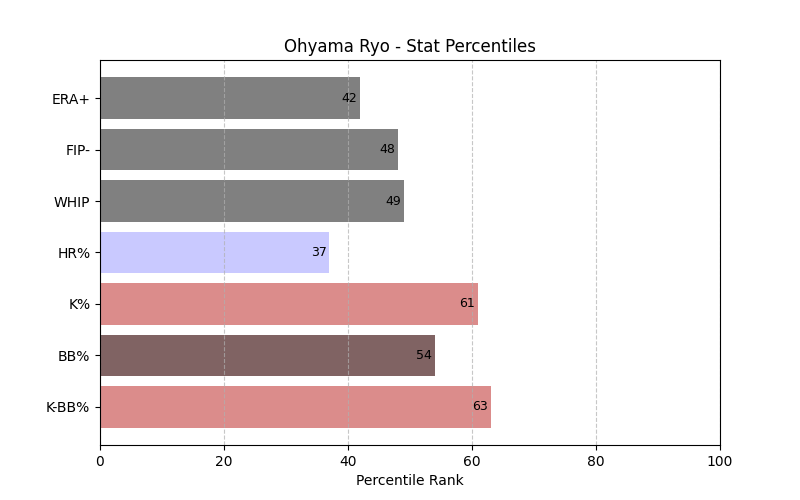 Ohyama Ryo - Stat Percentiles
ERA+ 42
FIP- 48
WHIP 49
HR% 37
K% 61
BB% 54
K-BB% 63
0 20 40 60 80 100
Percentile Rank